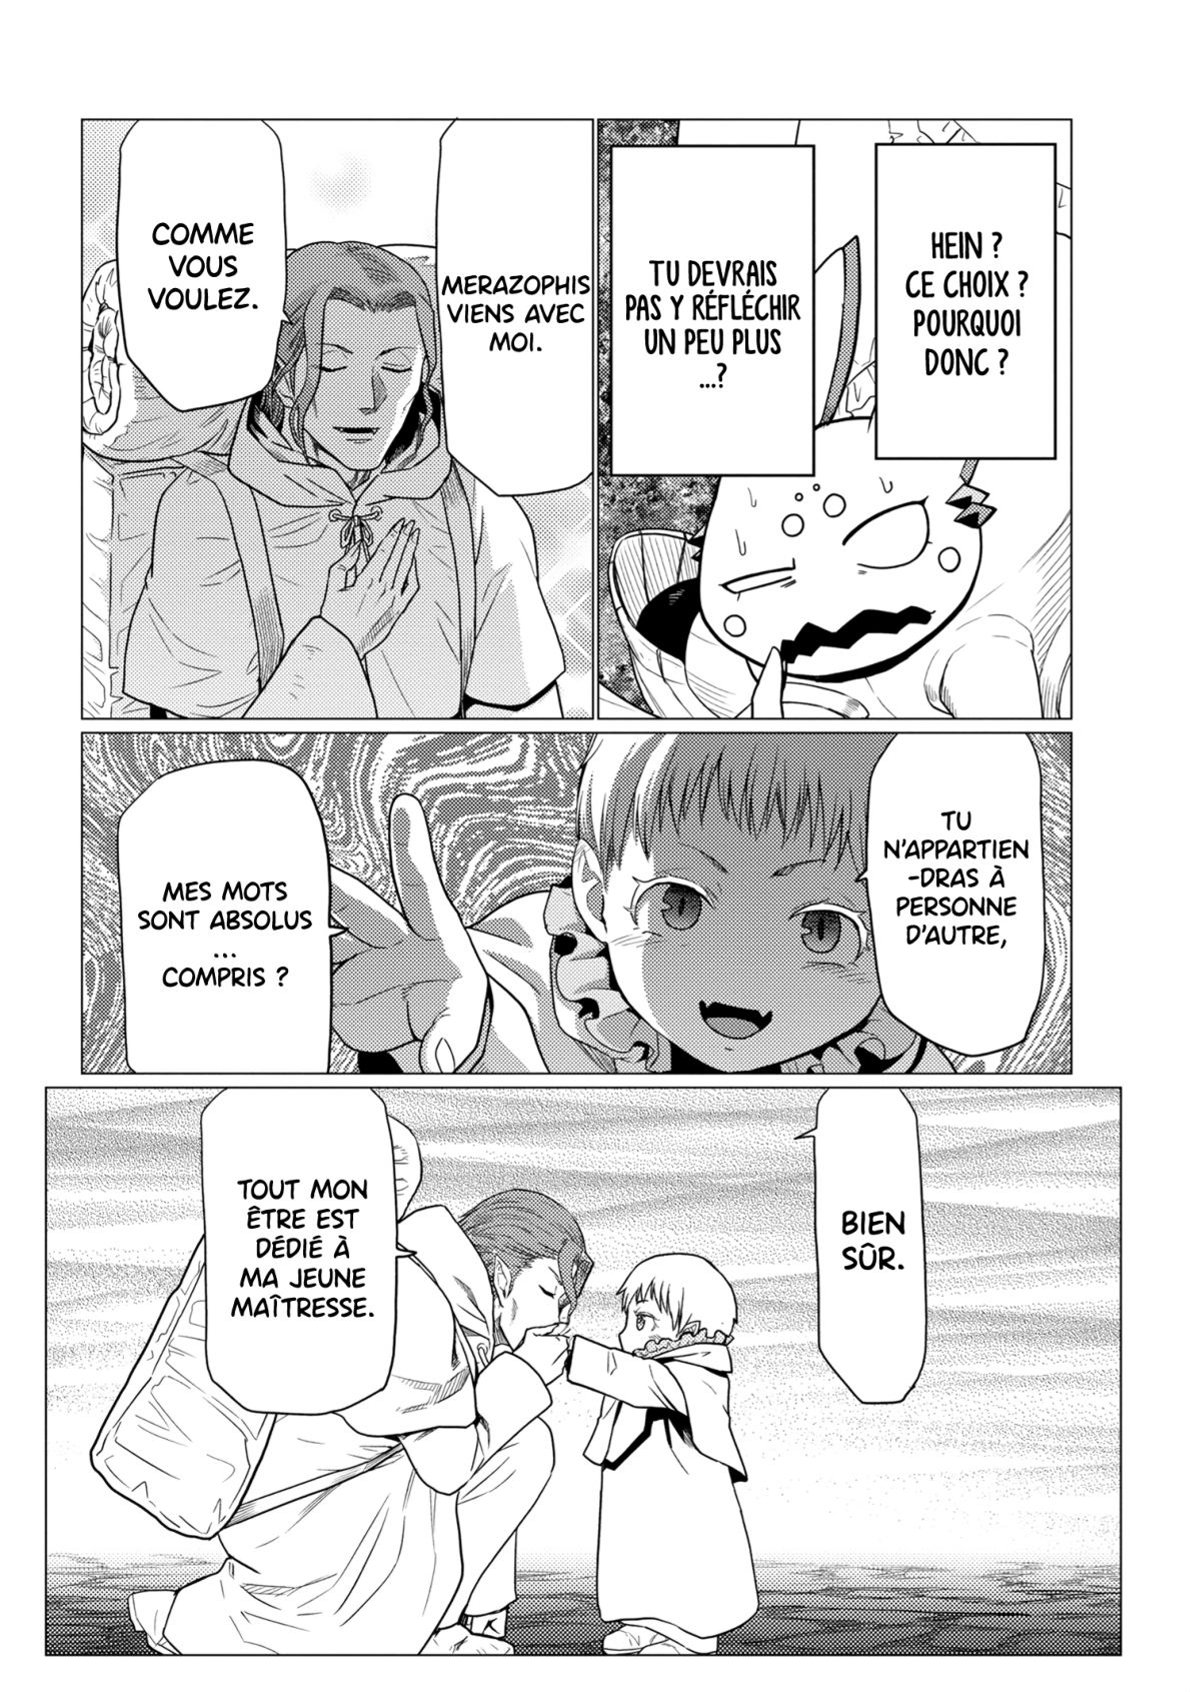 HEIN ?
CE CHOIX ?
POURQUOI
DONC ?
TU DEVRAIS
PAS Y RÉFLÉCHIR
UN PEU PLUS
...?
MERAZOPHIS
VIENS AVEC
MOI.
COMME
VOUS
VOULEZ.
TU
N'APPARTIEN
-DRAS À
PERSONNE
D'AUTRE,
MES MOTS
SONT ABSOLUS
...
COMPRIS ?
BIEN
SÛR.
TOUT MON
ÊTRE EST
DÉDIÉ À
MA JEUNE
MAÎTRESSE.